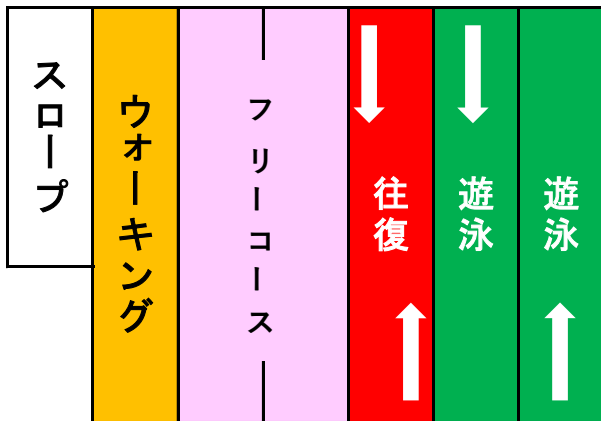 スロープ
ウォーキング
フリーコース
往復
遊泳
遊泳